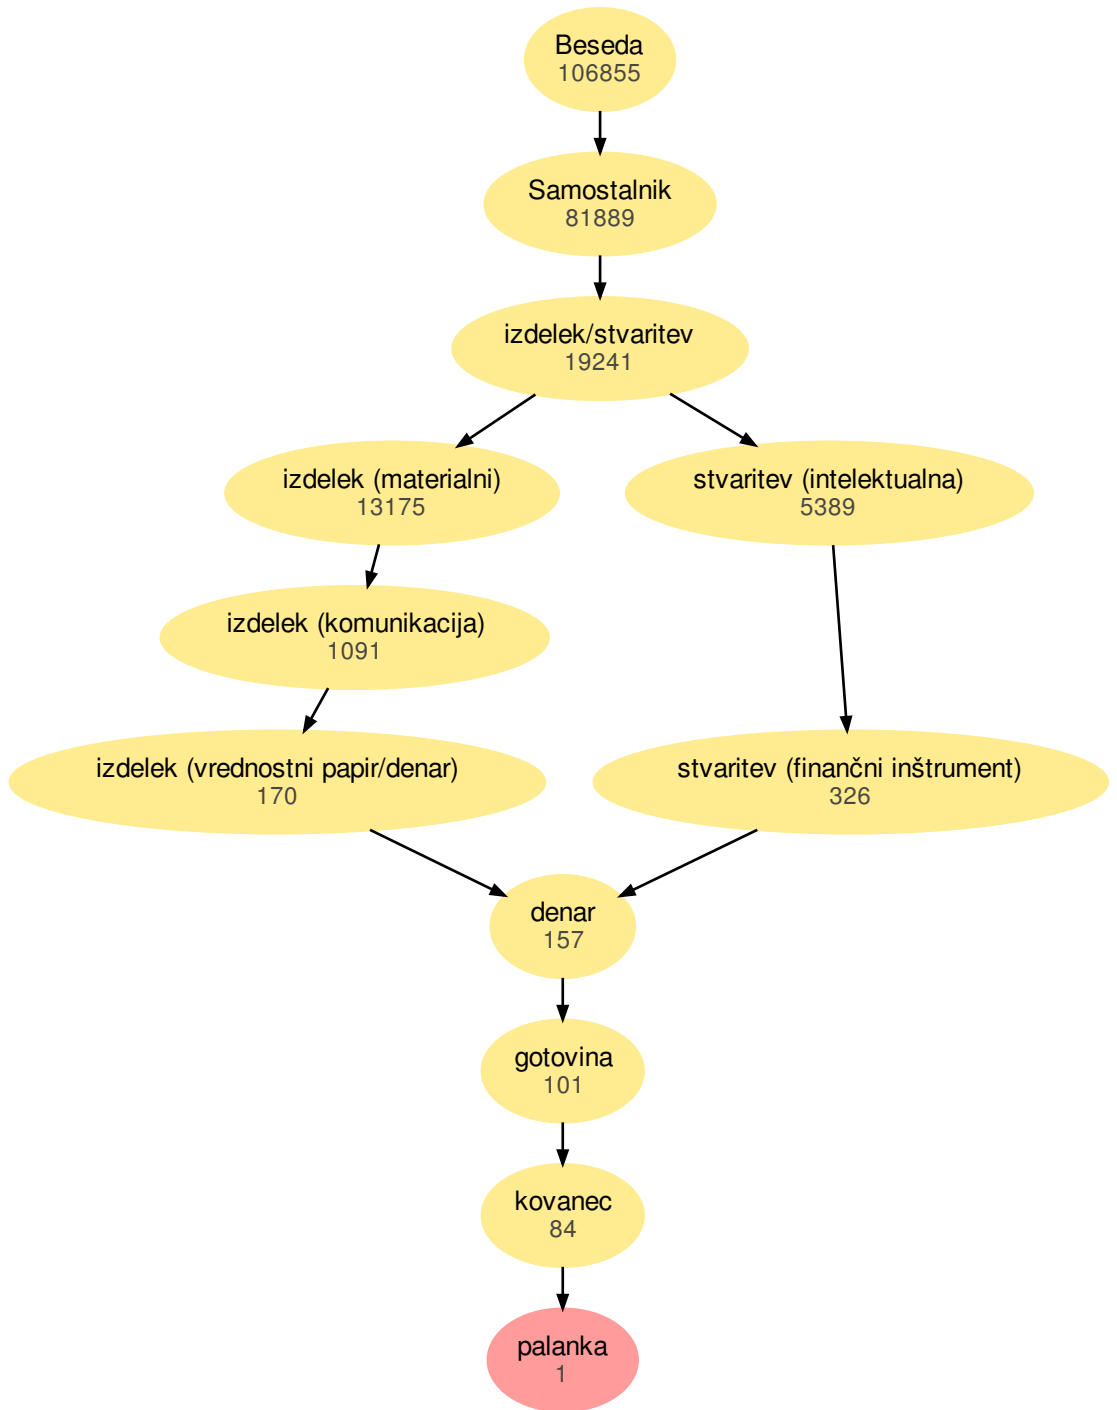 Beseda
106855
Samostalnik
81889
izdelek/stvaritev
19241
izdelek (materialni)
13175
stvaritev (intelektualna)
5389
izdelek (komunikacija)
1091
izdelek (vrednostni papir/denar)
170
stvaritev (finančni inštrument)
326
denar
157
gotovina
101
kovanec
84
palanka
1